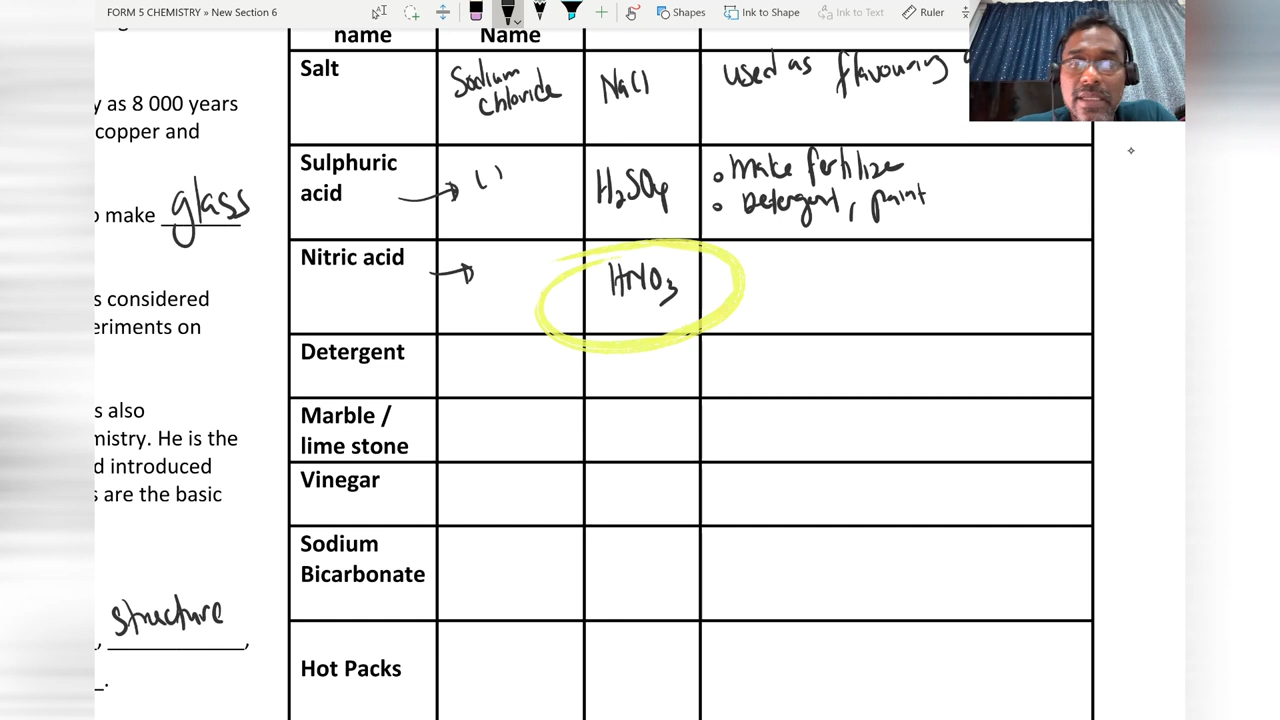 FORM 5 CHEMISTRY » New Section 6
Shapes
Ink to Shape
Ink to Text
Ruler
name
Name
Salt
Sodium
chloride
NaCl
used as flavouring
y as 8 000 years
copper and
Sulphuric
acid
H₂SO₄
• Make fertilize
• Detergent, paint
make glass
Nitric acid
HNO₃
s considered
eriments on
Detergent
s also
mistry. He is the
d introduced
s are the basic
Marble /
lime stone
Vinegar
Sodium
Bicarbonate
, structure,
Hot Packs